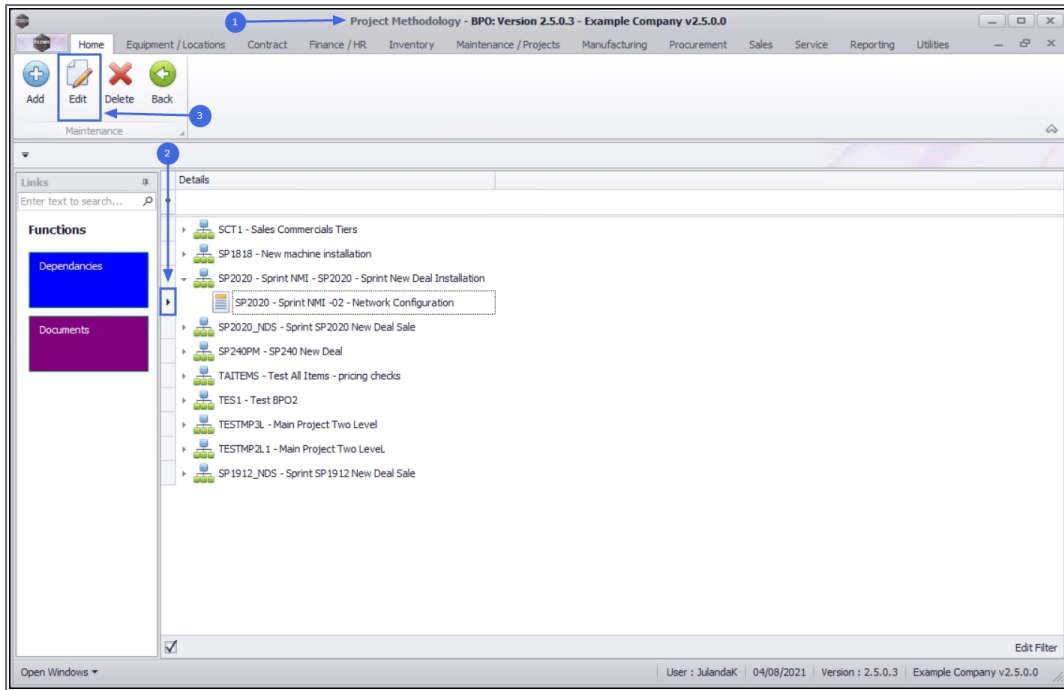 1
Project Methodology - BPO: Version 2.5.0.3 - Example Company v2.5.0.0
Home Equipment / Locations Contract Finance / HR Inventory Maintenance / Projects Manufacturing Procurement Sales Service Reporting Utilities
Add Edit Delete Back
3
Maintenance
2
Links
Details
Enter text to search...
Functions
Dependancies
Documents
SCT1 - Sales Commercials Tiers
SP1818 - New machine installation
SP2020 - Sprint NMI - SP2020 - Sprint New Deal Installation
SP2020 - Sprint NMI -02 - Network Configuration
SP2020_NDS - Sprint SP2020 New Deal Sale
SP240PM - SP240 New Deal
TAITEMS - Test All Items - pricing checks
TES1 - Test BPO2
TESTMP3L - Main Project Two Level
TESTMP2L1 - Main Project Two LeveL
SP1912_NDS - Sprint SP1912 New Deal Sale
Edit Filter
Open Windows
User : JulandaK 04/08/2021 Version : 2.5.0.3 Example Company v2.5.0.0